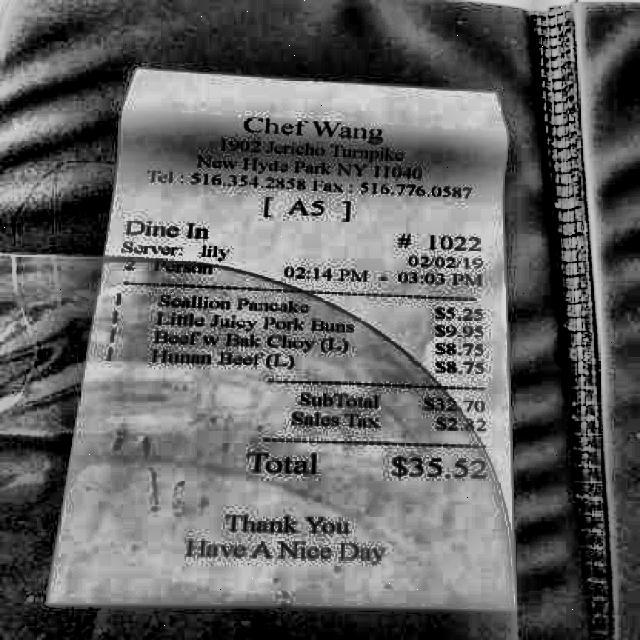 Chef Wang
1902 Jericho Turnpike
New Hyde Park NY 11040
Tel : 516.354.2858 Fax : 516.776.0587
[ A5 ]
Dine In # 1022
Server: lily 02/02/19
2 Person 02:14 PM - 03:03 PM
1 Scallion Pancake $5.25
1 Little Juicy Pork Buns $9.95
1 Beef w Bak Choy (L) $8.75
1 Hunan Beef (L) $8.75
SubTotal $32.70
Sales Tax $2.82
Total $35.52
Thank You
Have A Nice Day